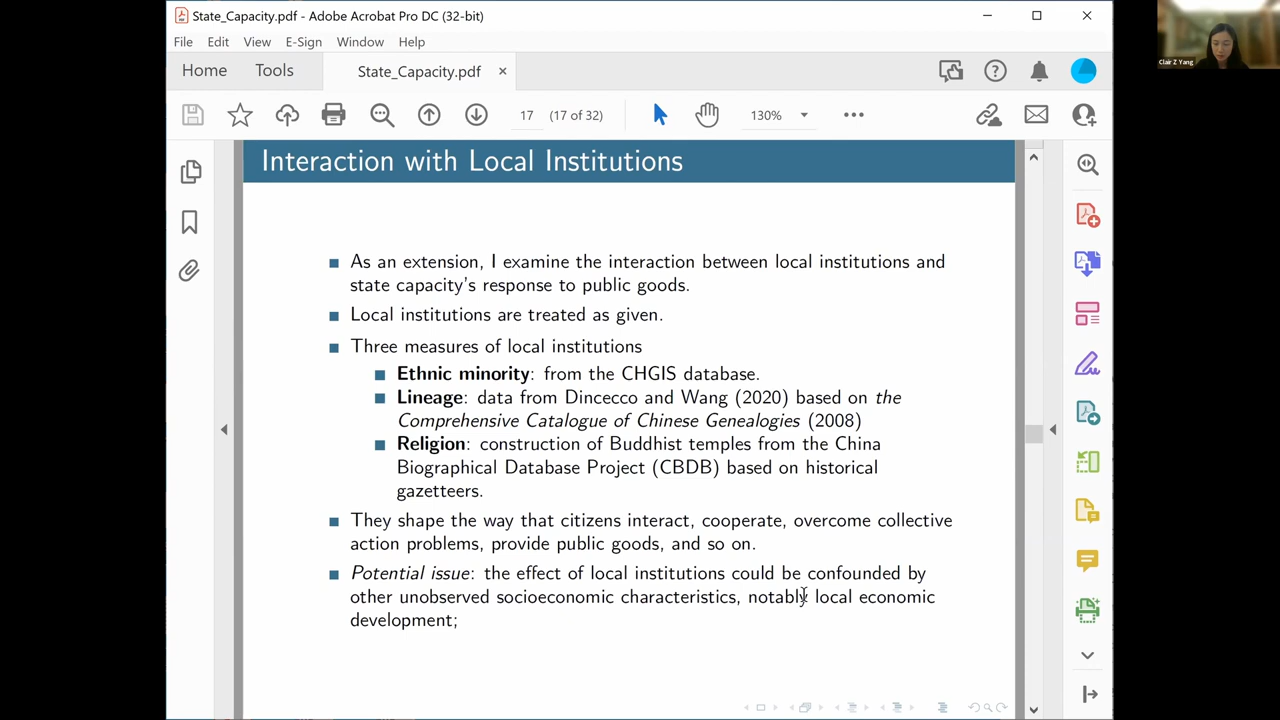 State_Capacity.pdf - Adobe Acrobat Pro DC (32-bit)
File Edit View E-Sign Window Help
Home Tools State_Capacity.pdf ×
17 (17 of 32) 130%
Clair Z Yang
Interaction with Local Institutions
As an extension, I examine the interaction between local institutions and
state capacity's response to public goods.
Local institutions are treated as given.
Three measures of local institutions
Ethnic minority: from the CHGIS database.
Lineage: data from Dincecco and Wang (2020) based on the
Comprehensive Catalogue of Chinese Genealogies (2008)
Religion: construction of Buddhist temples from the China
Biographical Database Project (CBDB) based on historical
gazetteers.
They shape the way that citizens interact, cooperate, overcome collective
action problems, provide public goods, and so on.
Potential issue: the effect of local institutions could be confounded by
other unobserved socioeconomic characteristics, notably local economic
development;